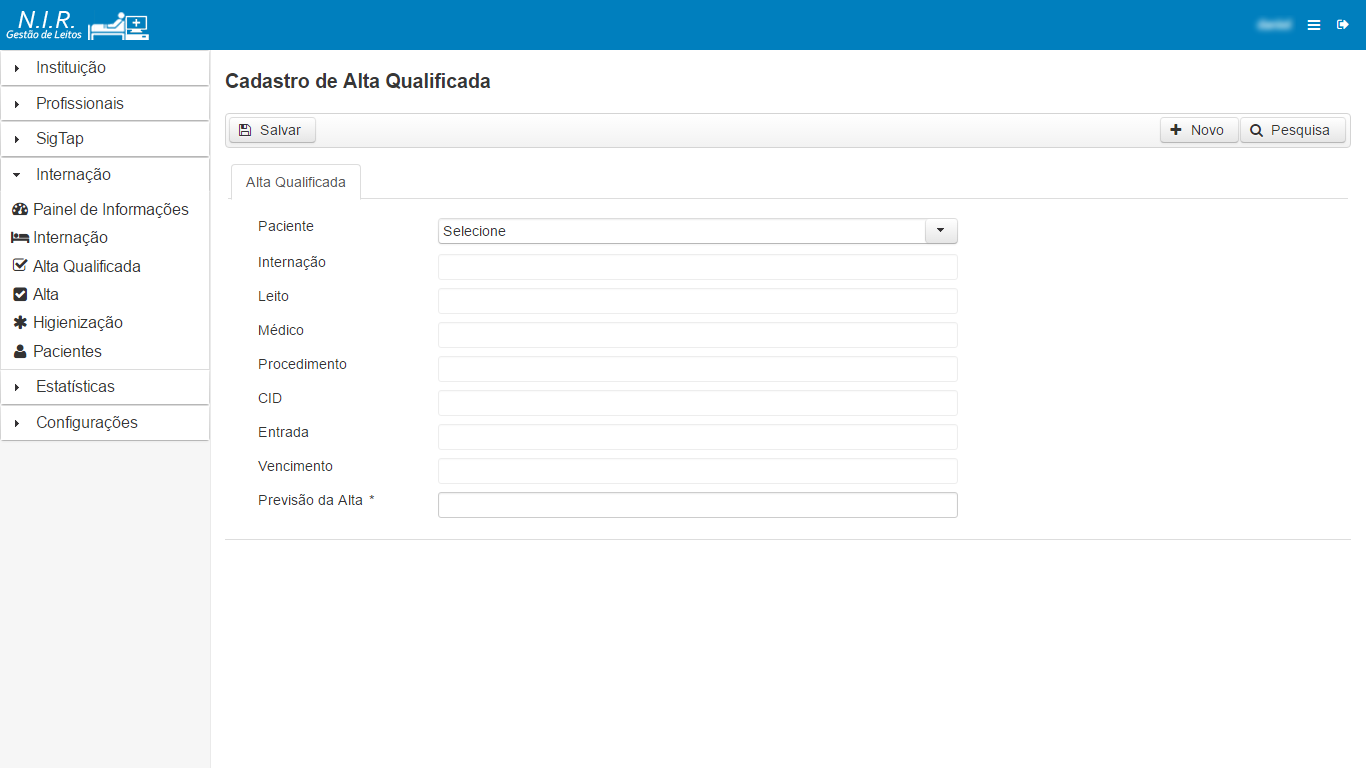 N.I.R.
Gestão de Leitos
Instituição
Profissionais
SigTap
Internação
Painel de Informações
Internação
Alta Qualificada
Alta
Higienização
Pacientes
Estatísticas
Configurações
Cadastro de Alta Qualificada
Salvar Novo Pesquisa
Alta Qualificada
Paciente Selecione
Internação
Leito
Médico
Procedimento
CID
Entrada
Vencimento
Previsão da Alta *